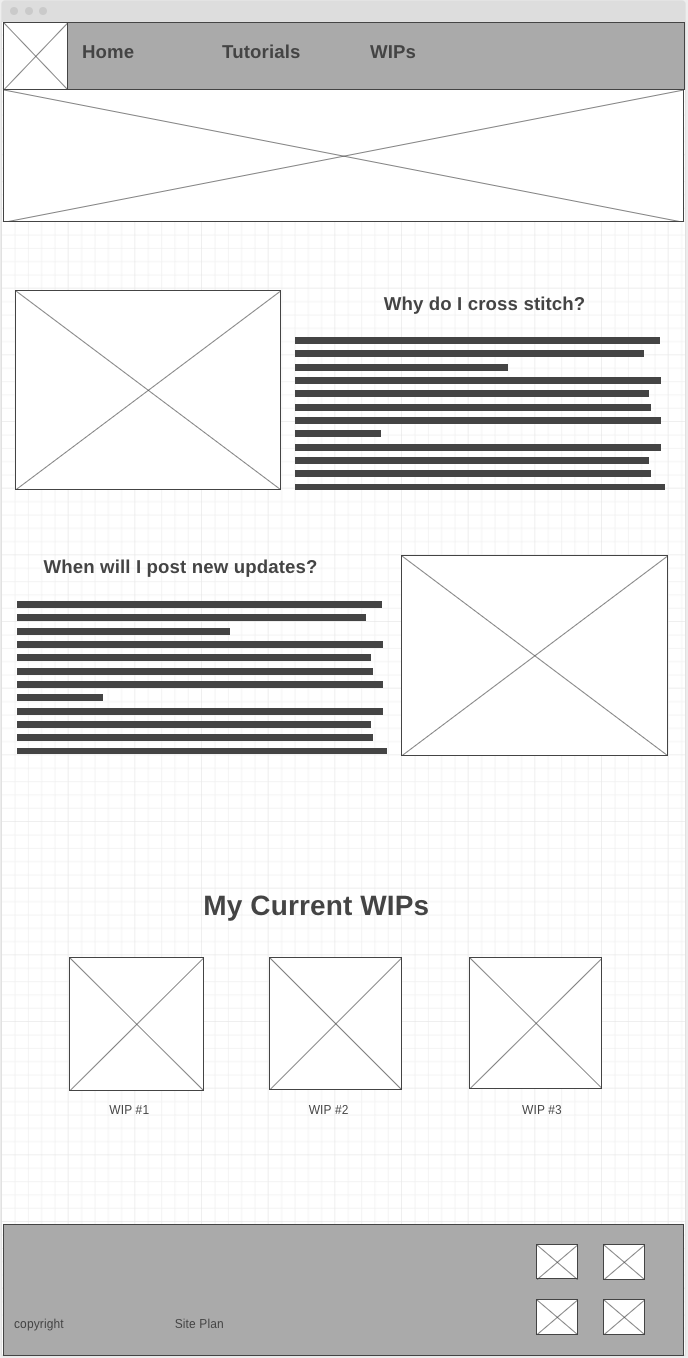 Home Tutorials WIPs
Why do I cross stitch?
When will I post new updates?
My Current WIPs
WIP #1 WIP #2 WIP #3
copyright Site Plan